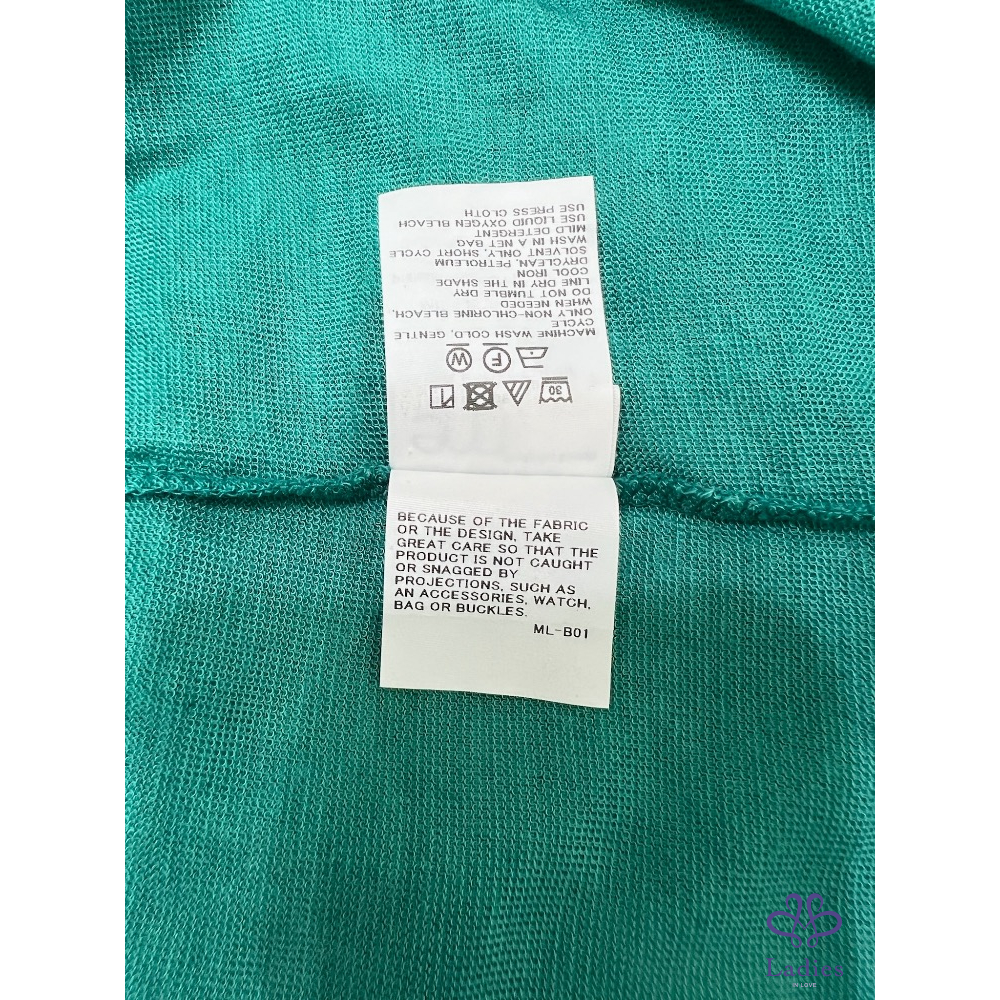 MACHINE WASH COLD, GENTLE
CYCLE
ONLY NON-CHLORINE BLEACH,
WHEN NEEDED
DO NOT TUMBLE DRY
LINE DRY IN THE SHADE
COOL IRON
DRYCLEAN, PETROLEUM
SOLVENT ONLY, SHORT CYCLE
WASH IN A NET BAG
MILD DETERGENT
USE LIQUID OXYGEN BLEACH
USE PRESS CLOTH
W F
30
BECAUSE OF THE FABRIC
OR THE DESIGN, TAKE
GREAT CARE SO THAT THE
PRODUCT IS NOT CAUGHT
OR SNAGGED BY
PROJECTIONS, SUCH AS
AN ACCESSORIES, WATCH,
BAG OR BUCKLES.
ML-B01
Ladies
IN LOVE